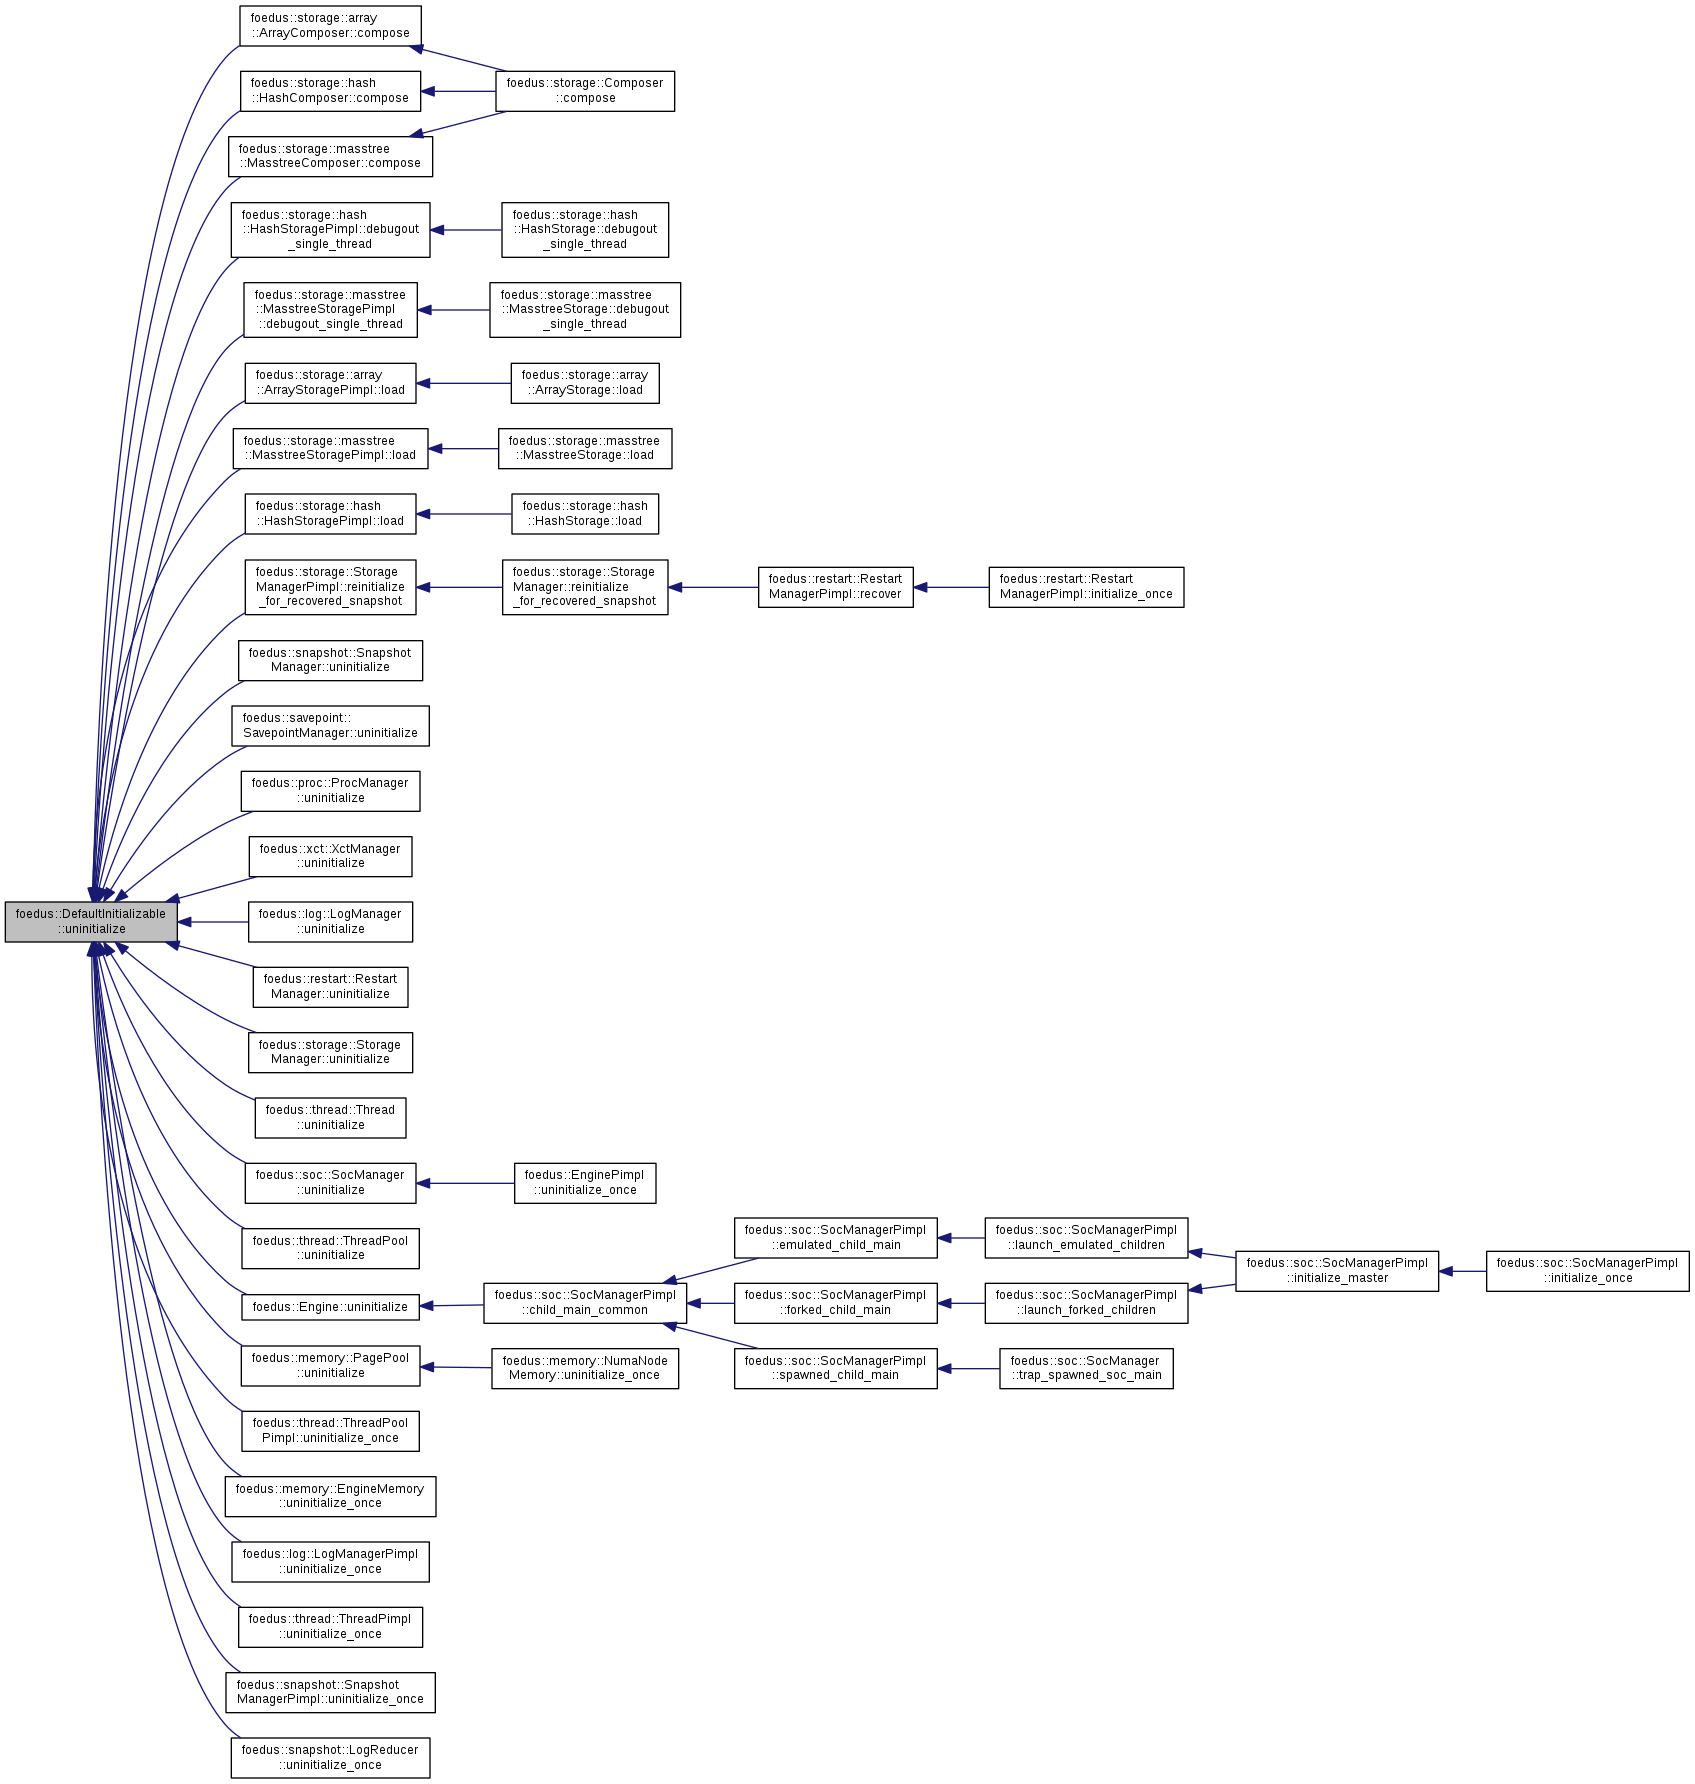 foedus::storage::array
::ArrayComposer::compose
foedus::storage::hash
::HashComposer::compose
foedus::storage::Composer
::compose
foedus::storage::masstree
::MasstreeComposer::compose
foedus::storage::hash
::HashStoragePimpl::debugout
_single_thread
foedus::storage::hash
::HashStorage::debugout
_single_thread
foedus::storage::masstree
::MasstreeStoragePimpl
::debugout_single_thread
foedus::storage::masstree
::MasstreeStorage::debugout
_single_thread
foedus::storage::array
::ArrayStoragePimpl::load
foedus::storage::array
::ArrayStorage::load
foedus::storage::masstree
::MasstreeStoragePimpl::load
foedus::storage::masstree
::MasstreeStorage::load
foedus::storage::hash
::HashStoragePimpl::load
foedus::storage::hash
::HashStorage::load
foedus::storage::Storage
ManagerPimpl::reinitialize
_for_recovered_snapshot
foedus::storage::Storage
Manager::reinitialize
_for_recovered_snapshot
foedus::restart::Restart
ManagerPimpl::recover
foedus::restart::Restart
ManagerPimpl::initialize_once
foedus::snapshot::Snapshot
Manager::uninitialize
foedus::savepoint::
SavepointManager::uninitialize
foedus::proc::ProcManager
::uninitialize
foedus::xct::XctManager
::uninitialize
foedus::DefaultInitializable
::uninitialize
foedus::log::LogManager
::uninitialize
foedus::restart::Restart
Manager::uninitialize
foedus::storage::Storage
Manager::uninitialize
foedus::thread::Thread
::uninitialize
foedus::soc::SocManager
::uninitialize
foedus::EnginePimpl
::uninitialize_once
foedus::thread::ThreadPool
::uninitialize
foedus::Engine::uninitialize
foedus::soc::SocManagerPimpl
::child_main_common
foedus::soc::SocManagerPimpl
::emulated_child_main
foedus::soc::SocManagerPimpl
::launch_emulated_children
foedus::soc::SocManagerPimpl
::forked_child_main
foedus::soc::SocManagerPimpl
::launch_forked_children
foedus::soc::SocManagerPimpl
::initialize_master
foedus::soc::SocManagerPimpl
::initialize_once
foedus::soc::SocManagerPimpl
::spawned_child_main
foedus::soc::SocManager
::trap_spawned_soc_main
foedus::memory::PagePool
::uninitialize
foedus::memory::NumaNode
Memory::uninitialize_once
foedus::thread::ThreadPool
Pimpl::uninitialize_once
foedus::memory::EngineMemory
::uninitialize_once
foedus::log::LogManagerPimpl
::uninitialize_once
foedus::thread::ThreadPimpl
::uninitialize_once
foedus::snapshot::Snapshot
ManagerPimpl::uninitialize_once
foedus::snapshot::LogReducer
::uninitialize_once